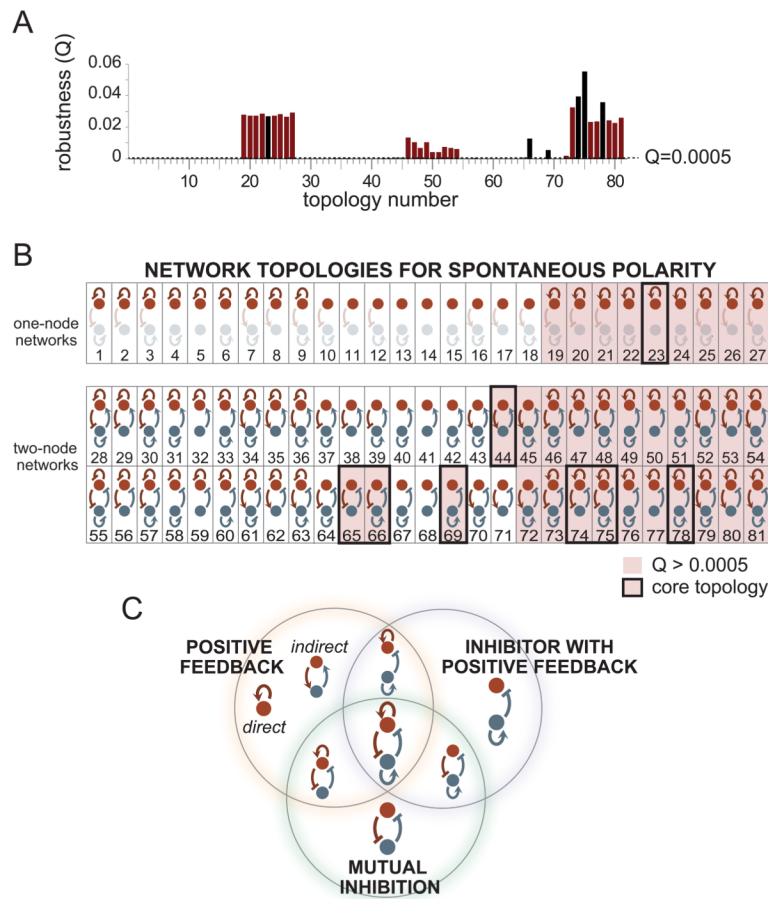 A
robustness (Q)
0.06
0.04
0.02
0
Q=0.0005
10 20 30 40 50 60 70 80
topology number
B
NETWORK TOPOLOGIES FOR SPONTANEOUS POLARITY
one-node
networks
1 2 3 4 5 6 7 8 9 10 11 12 13 14 15 16 17 18 19 20 21 22 23 24 25 26 27
two-node
networks
28 29 30 31 32 33 34 35 36 37 38 39 40 41 42 43 44 45 46 47 48 49 50 51 52 53 54
55 56 57 58 59 60 61 62 63 64 65 66 67 68 69 70 71 72 73 74 75 76 77 78 79 80 81
Q > 0.0005
core topology
C
POSITIVE
FEEDBACK
indirect
direct
INHIBITOR WITH
POSITIVE FEEDBACK
MUTUAL
INHIBITION